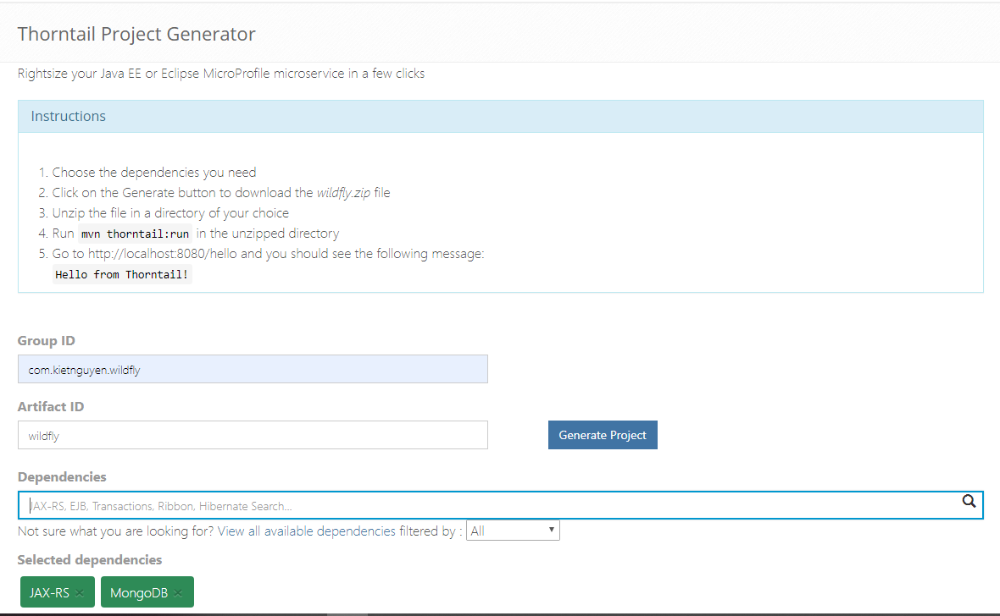 Thorntail Project Generator
Rightsize your Java EE or Eclipse MicroProfile microservice in a few clicks
Instructions
1. Choose the dependencies you need
2. Click on the Generate button to download the wildfly.zip file
3. Unzip the file in a directory of your choice
4. Run mvn thorntail:run in the unzipped directory
5. Go to http://localhost:8080/hello and you should see the following message:
Hello from Thorntail!
Group ID
com.kietnguyen.wildfly
Artifact ID
wildfly
Generate Project
Dependencies
JAX-RS, EJB, Transactions, Ribbon, Hibernate Search...
Not sure what you are looking for? View all available dependencies filtered by : All
Selected dependencies
JAX-RS × MongoDB ×